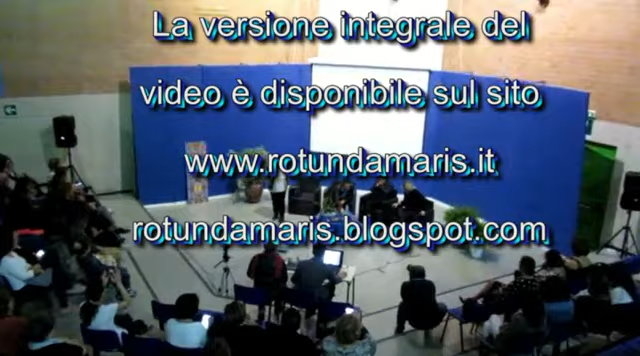 La versione integrale del
video è disponibile sul sito
www.rotundamaris.it
rotundamaris.blogspot.com